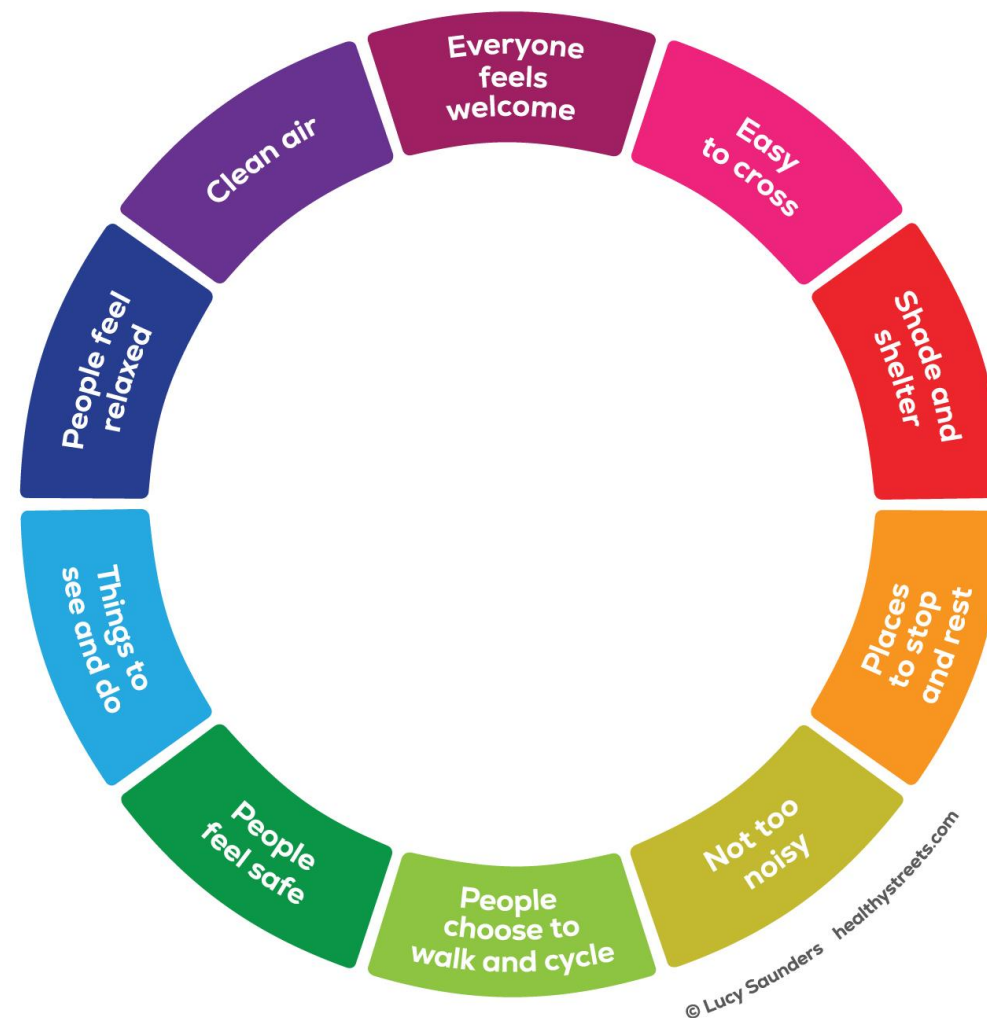 Everyone
feels
welcome
Easy
to cross
Shade and
shelter
Places
to stop
and rest
Not too
noisy
People
choose to
walk and cycle
People
feel safe
Things to
see and do
People feel
relaxed
Clean air
© Lucy Saunders healthystreets.com